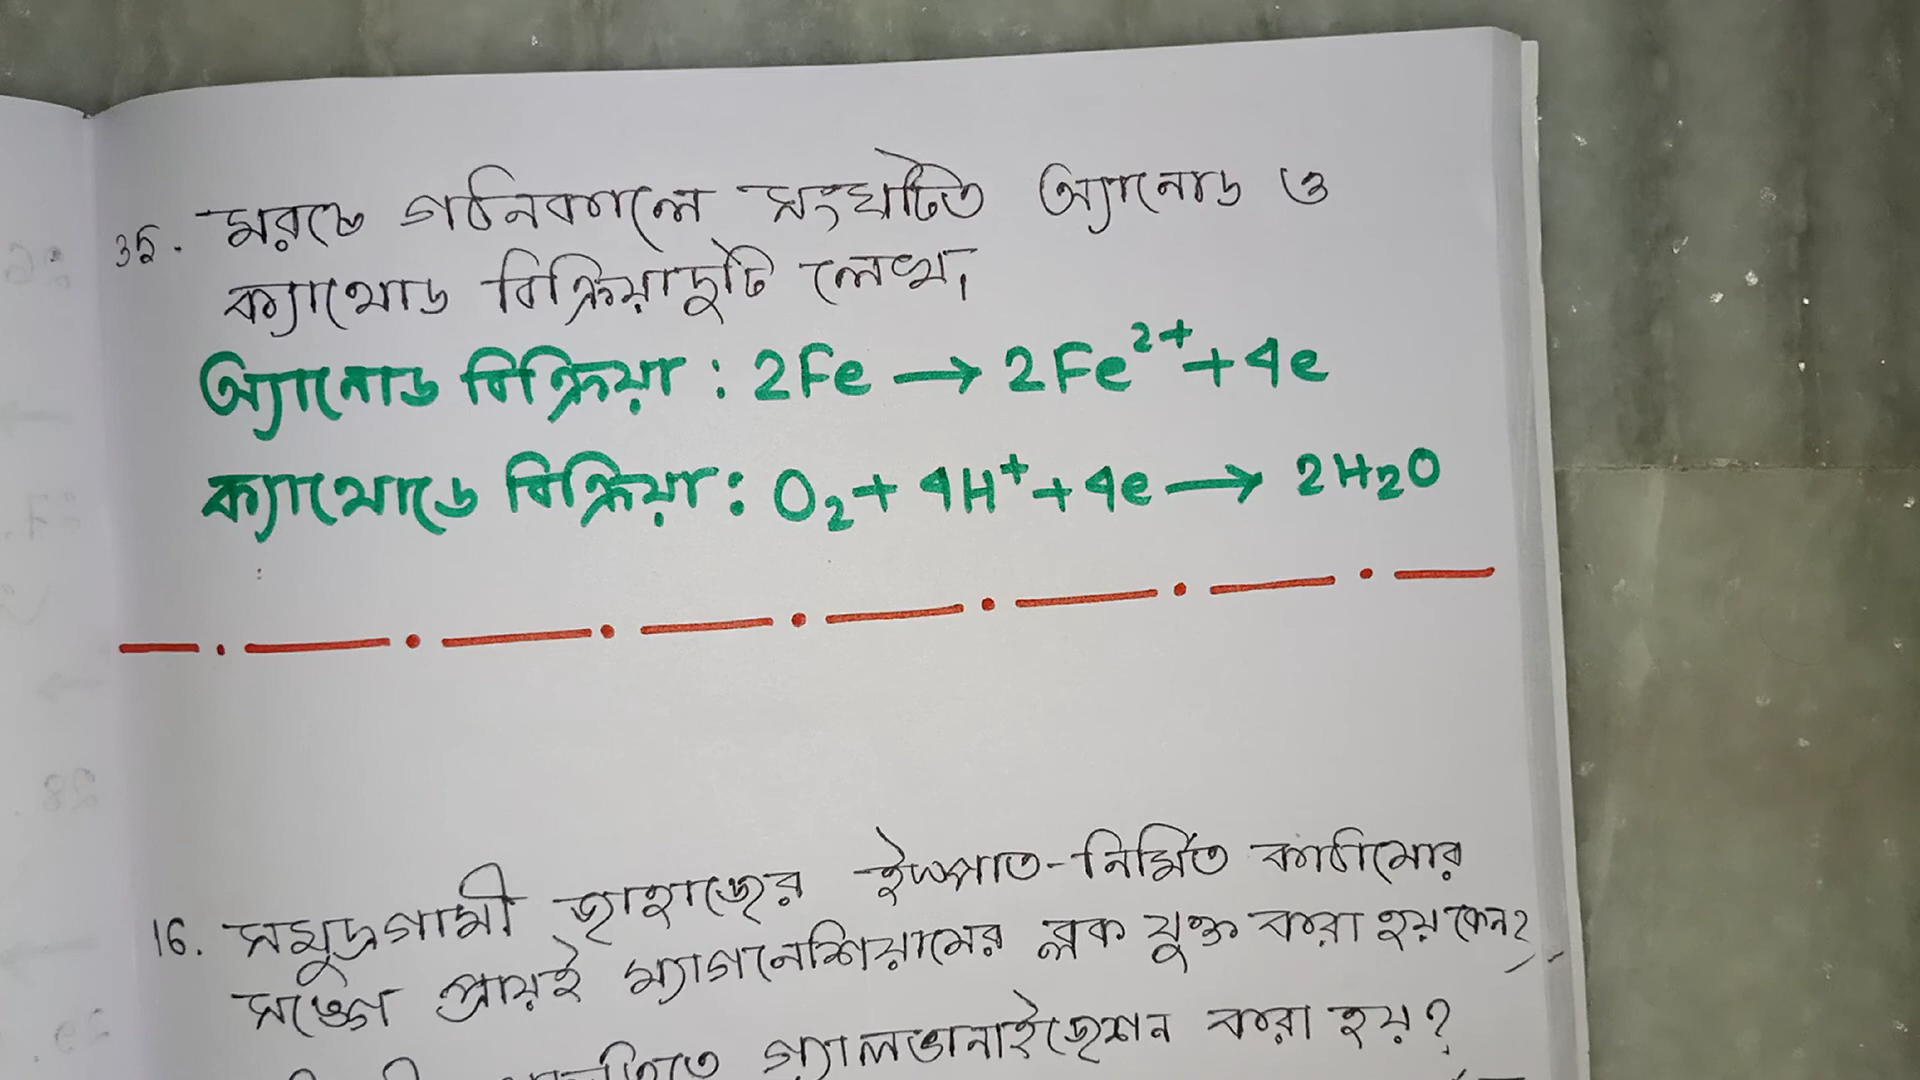 35. মরচে গঠনকালে সংঘটিত অ্যানোড ও
ক্যাথোড বিক্রিয়াদুটি লেখ।
অ্যানোড বিক্রিয়া : 2Fe → 2Fe²⁺ + 4e
ক্যাথোডে বিক্রিয়া : O₂ + 4H⁺ + 4e → 2H₂O
16. সমুদ্রগামী জাহাজের ইস্পাত-নির্মিত কাঠামোর
সঙ্গে প্রায়ই ম্যাগনেশিয়ামের ব্লক যুক্ত করা হয় কেন?
গ্যালভানাইজেশন করা হয়?